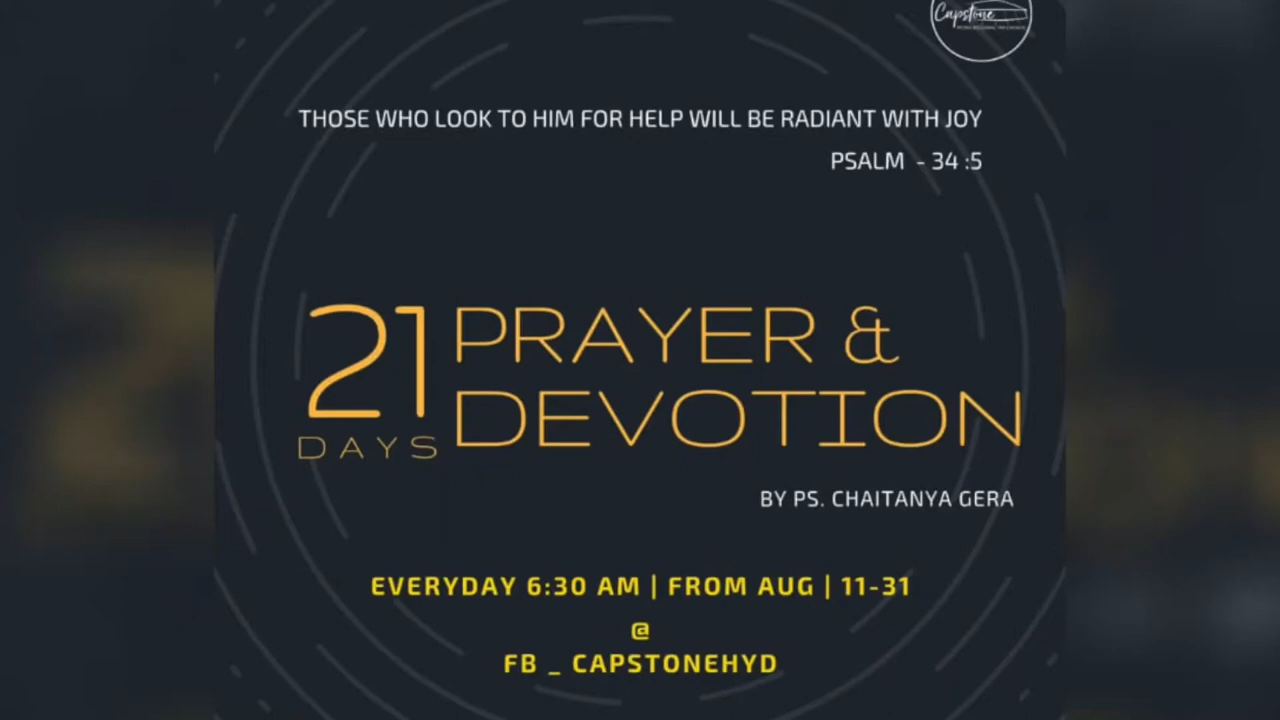 Capstone
THOSE WHO LOOK TO HIM FOR HELP WILL BE RADIANT WITH JOY
PSALM - 34 :5
21 PRAYER &
DAYS DEVOTION
BY PS. CHAITANYA GERA
EVERYDAY 6:30 AM | FROM AUG | 11-31
@
FB _ CAPSTONEHYD